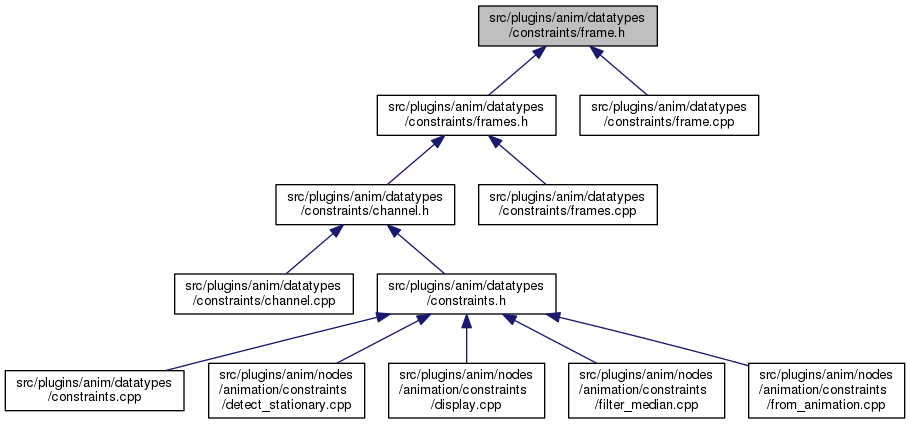 src/plugins/anim/datatypes
/constraints/frame.h
src/plugins/anim/datatypes
/constraints/frames.h
src/plugins/anim/datatypes
/constraints/frame.cpp
src/plugins/anim/datatypes
/constraints/channel.h
src/plugins/anim/datatypes
/constraints/frames.cpp
src/plugins/anim/datatypes
/constraints/channel.cpp
src/plugins/anim/datatypes
/constraints.h
src/plugins/anim/datatypes
/constraints.cpp
src/plugins/anim/nodes
/animation/constraints
/detect_stationary.cpp
src/plugins/anim/nodes
/animation/constraints
/display.cpp
src/plugins/anim/nodes
/animation/constraints
/filter_median.cpp
src/plugins/anim/nodes
/animation/constraints
/from_animation.cpp